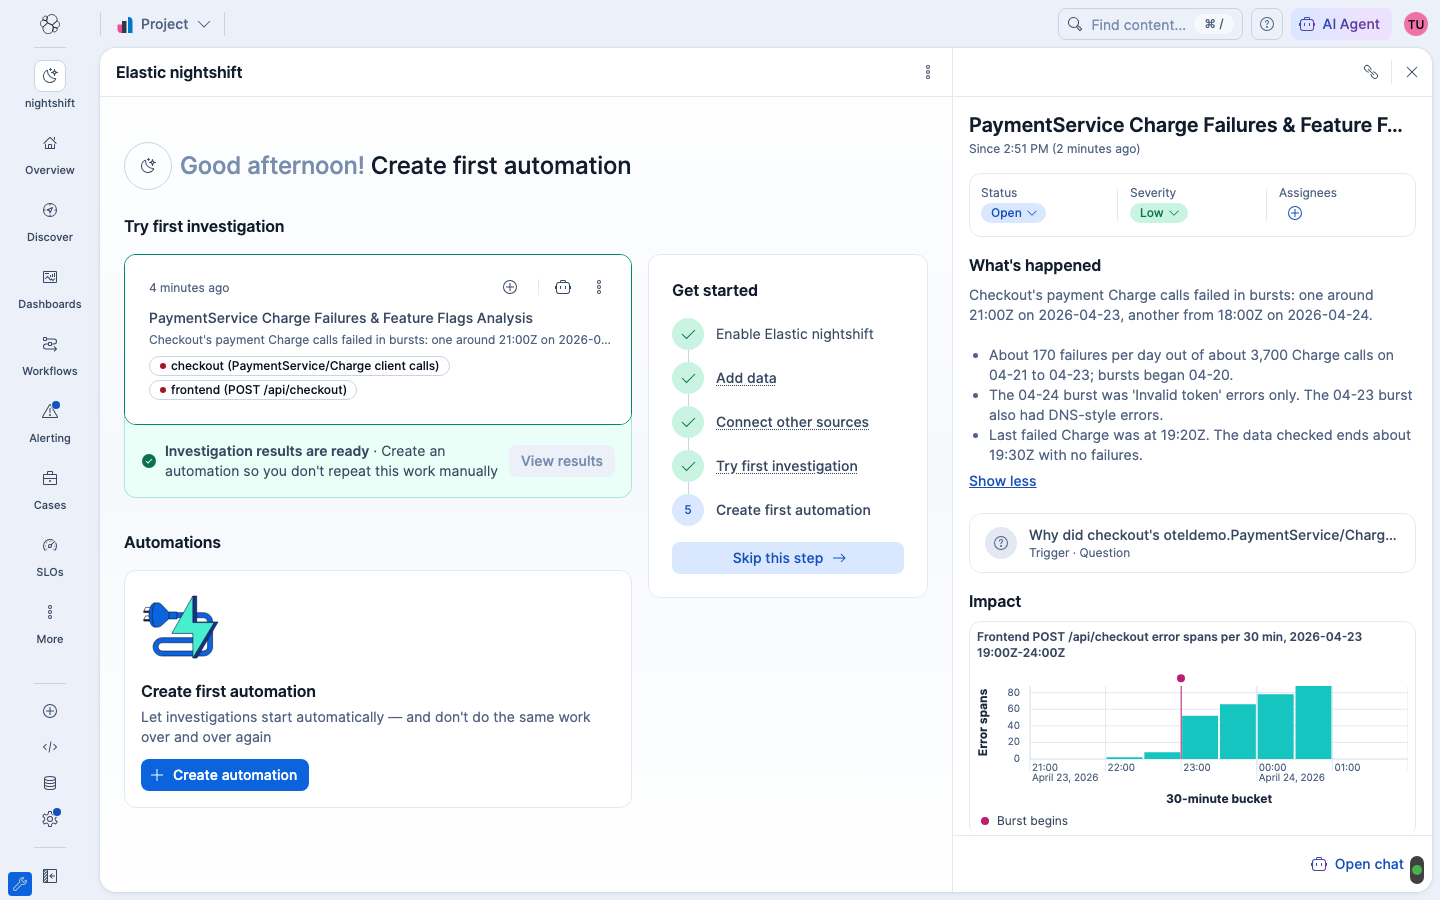 Project
Find content...
⌘ /
AI Agent
TU
nightshift
Overview
Discover
Dashboards
Workflows
Alerting
Cases
SLOs
More
Elastic nightshift
Good afternoon! Create first automation
Try first investigation
4 minutes ago
PaymentService Charge Failures & Feature Flags Analysis
Checkout's payment Charge calls failed in bursts: one around 21:00Z on 2026-0...
checkout (PaymentService/Charge client calls)
frontend (POST /api/checkout)
Investigation results are ready · Create an
automation so you don't repeat this work manually
View results
Get started
Enable Elastic nightshift
Add data
Connect other sources
Try first investigation
5
Create first automation
Skip this step
Automations
Create first automation
Let investigations start automatically — and don't do the same work
over and over again
Create automation
PaymentService Charge Failures & Feature F...
Since 2:51 PM (2 minutes ago)
Status
Open
Severity
Low
Assignees
What's happened
Checkout's payment Charge calls failed in bursts: one around
21:00Z on 2026-04-23, another from 18:00Z on 2026-04-24.
• About 170 failures per day out of about 3,700 Charge calls on
04-21 to 04-23; bursts began 04-20.
• The 04-24 burst was 'Invalid token' errors only. The 04-23 burst
also had DNS-style errors.
• Last failed Charge was at 19:20Z. The data checked ends about
19:30Z with no failures.
Show less
Why did checkout's oteldemo.PaymentService/Charg...
Trigger · Question
Impact
Frontend POST /api/checkout error spans per 30 min, 2026-04-23
19:00Z-24:00Z
Error spans
80
60
40
20
0
21:00
April 23, 2026
22:00
23:00
00:00
April 24, 2026
01:00
30-minute bucket
Burst begins
Open chat